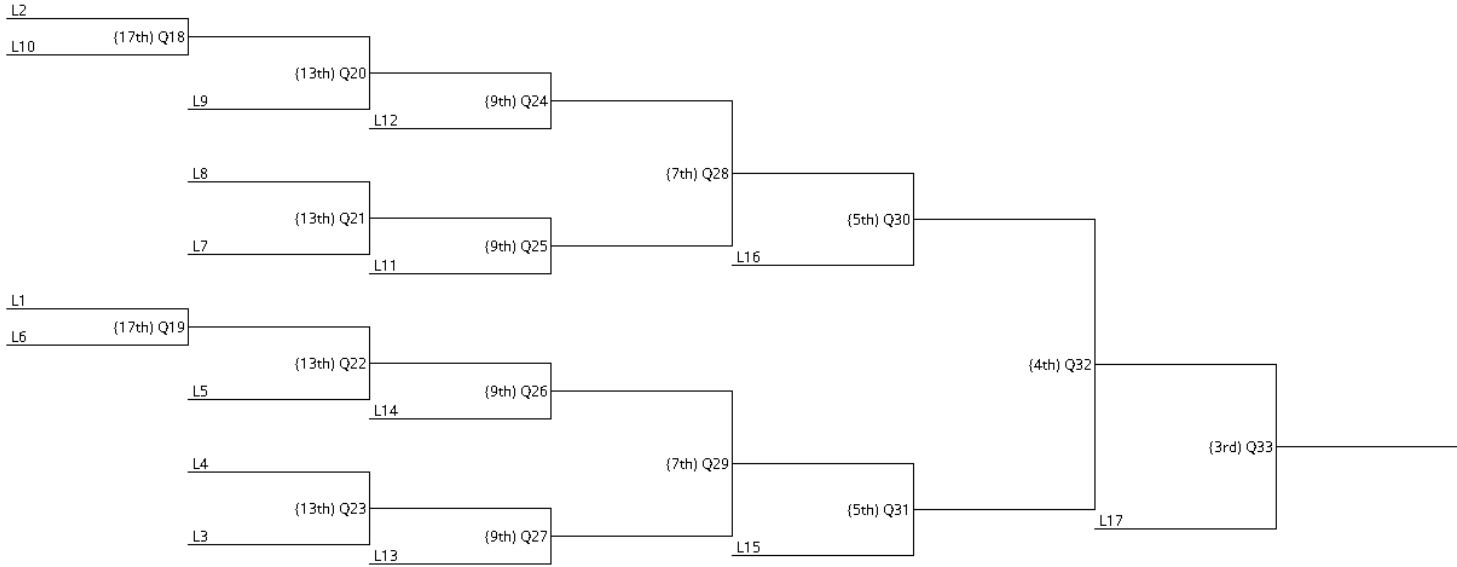 L2
{17th) Q18
L10
{13th) Q20
L9
{9th) Q24
L12
L8
{13th) Q21
L7
{9th) Q25
L11
{7th) Q28
{5th) Q30
L16
L1
{17th) Q19
L6
{13th) Q22
L5
{9th) Q26
L14
L4
{13th) Q23
L3
{9th) Q27
L13
{7th) Q29
{5th) Q31
L15
{4th) Q32
{3rd) Q33
L17